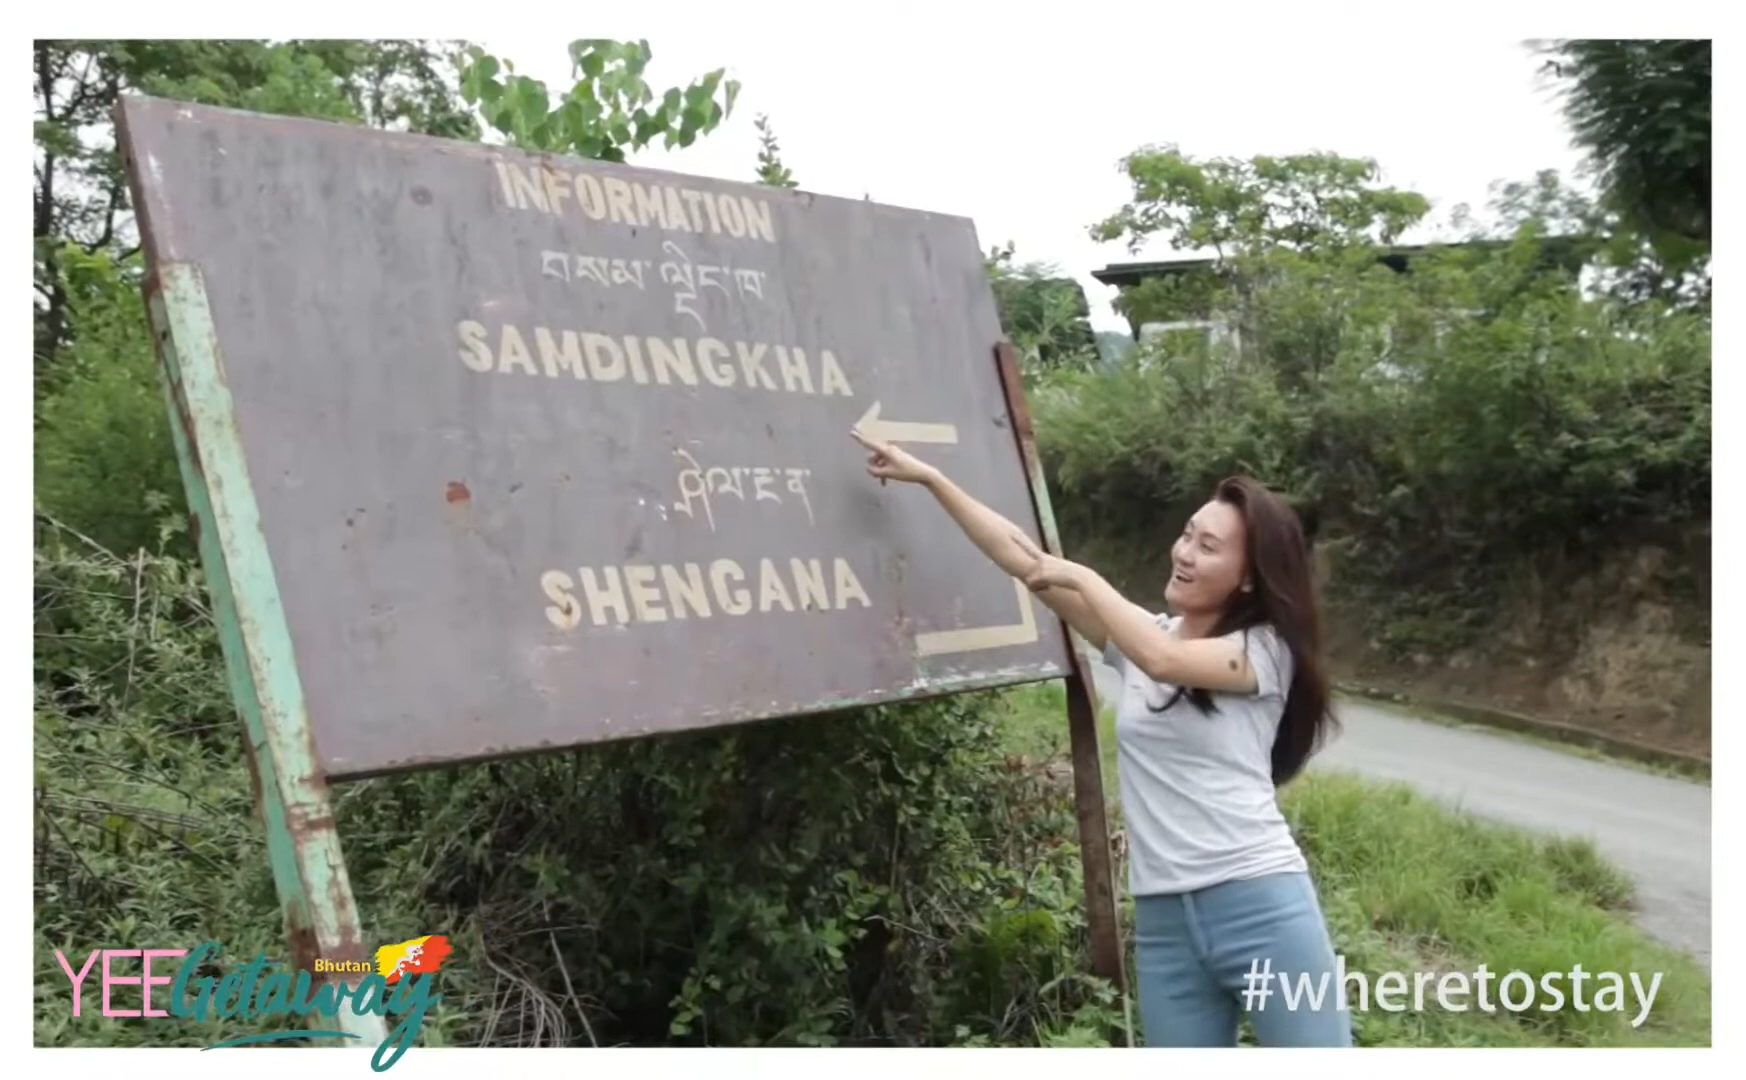 INFORMATION
བསམ་ལྡིང་ཁ་
SAMDINGKHA
ཤེལ་རྔ་ན་
SHENGANA
YEE Getaway
Bhutan
#wheretostay